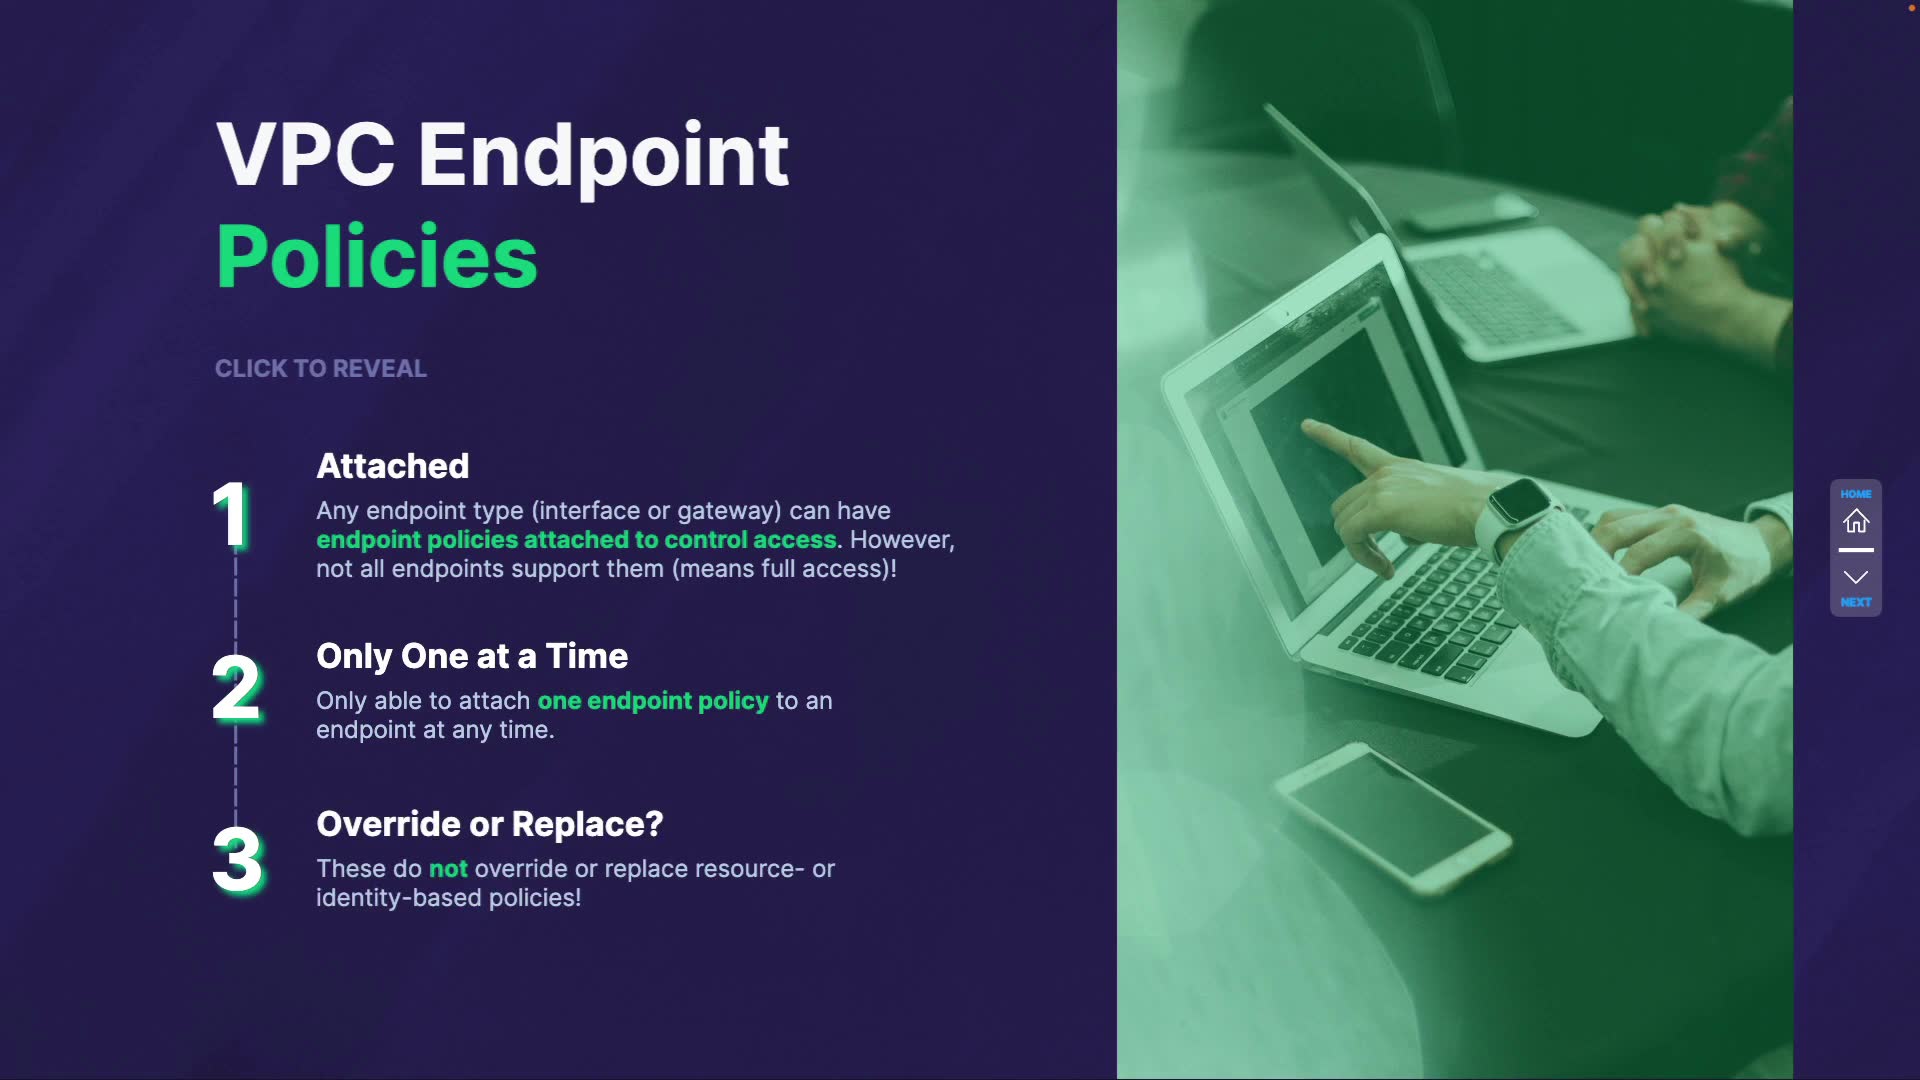 VPC Endpoint
Policies
CLICK TO REVEAL
1
Attached
Any endpoint type (interface or gateway) can have
endpoint policies attached to control access. However,
not all endpoints support them (means full access)!
2
Only One at a Time
Only able to attach one endpoint policy to an
endpoint at any time.
3
Override or Replace?
These do not override or replace resource- or
identity-based policies!
HOME
NEXT